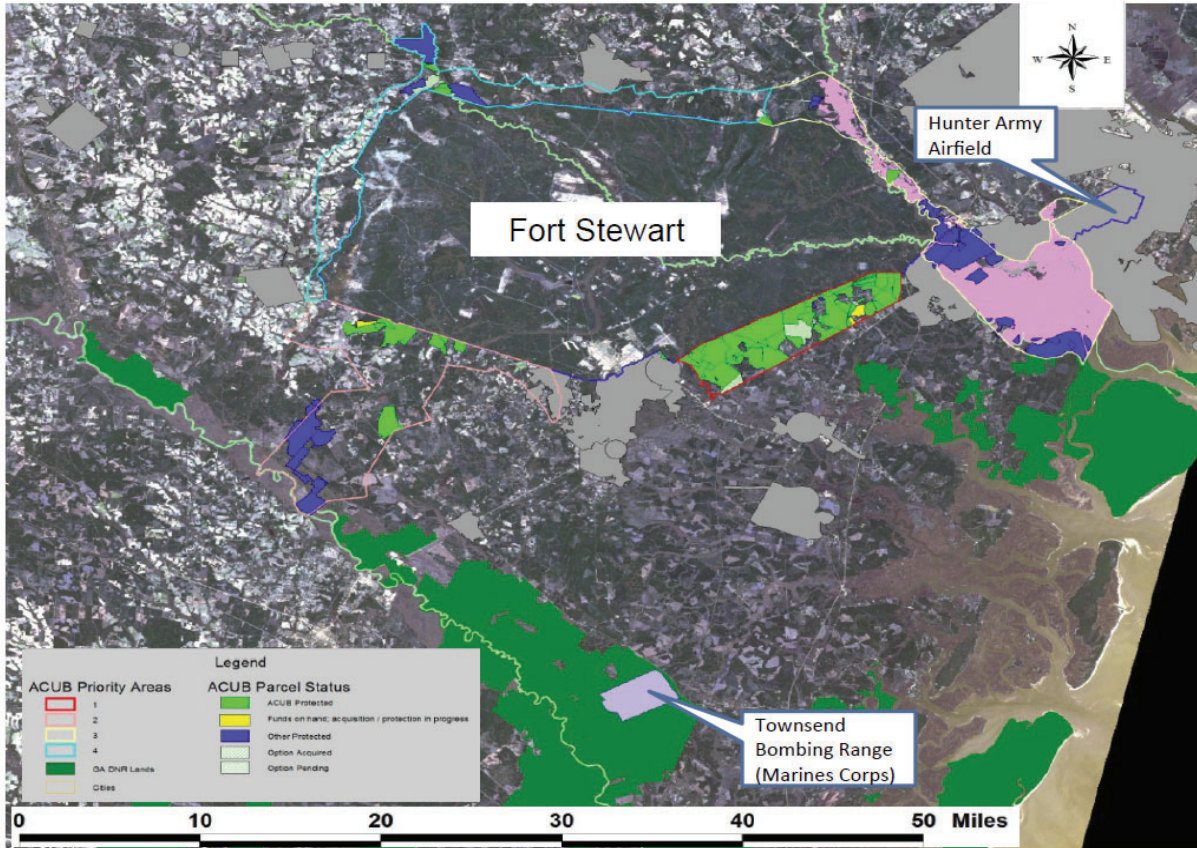 N
W E
S
Hunter Army
Airfield
Fort Stewart
Townsend
Bombing Range
(Marines Corps)
Legend
ACUB Priority Areas
1
2
3
4
GA DNR Lands
Cities
ACUB Parcel Status
ACUB Protected
Funds on hand; acquisition / protection in progress
Other Protected
Option Acquired
Option Pending
0 10 20 30 40 50 Miles